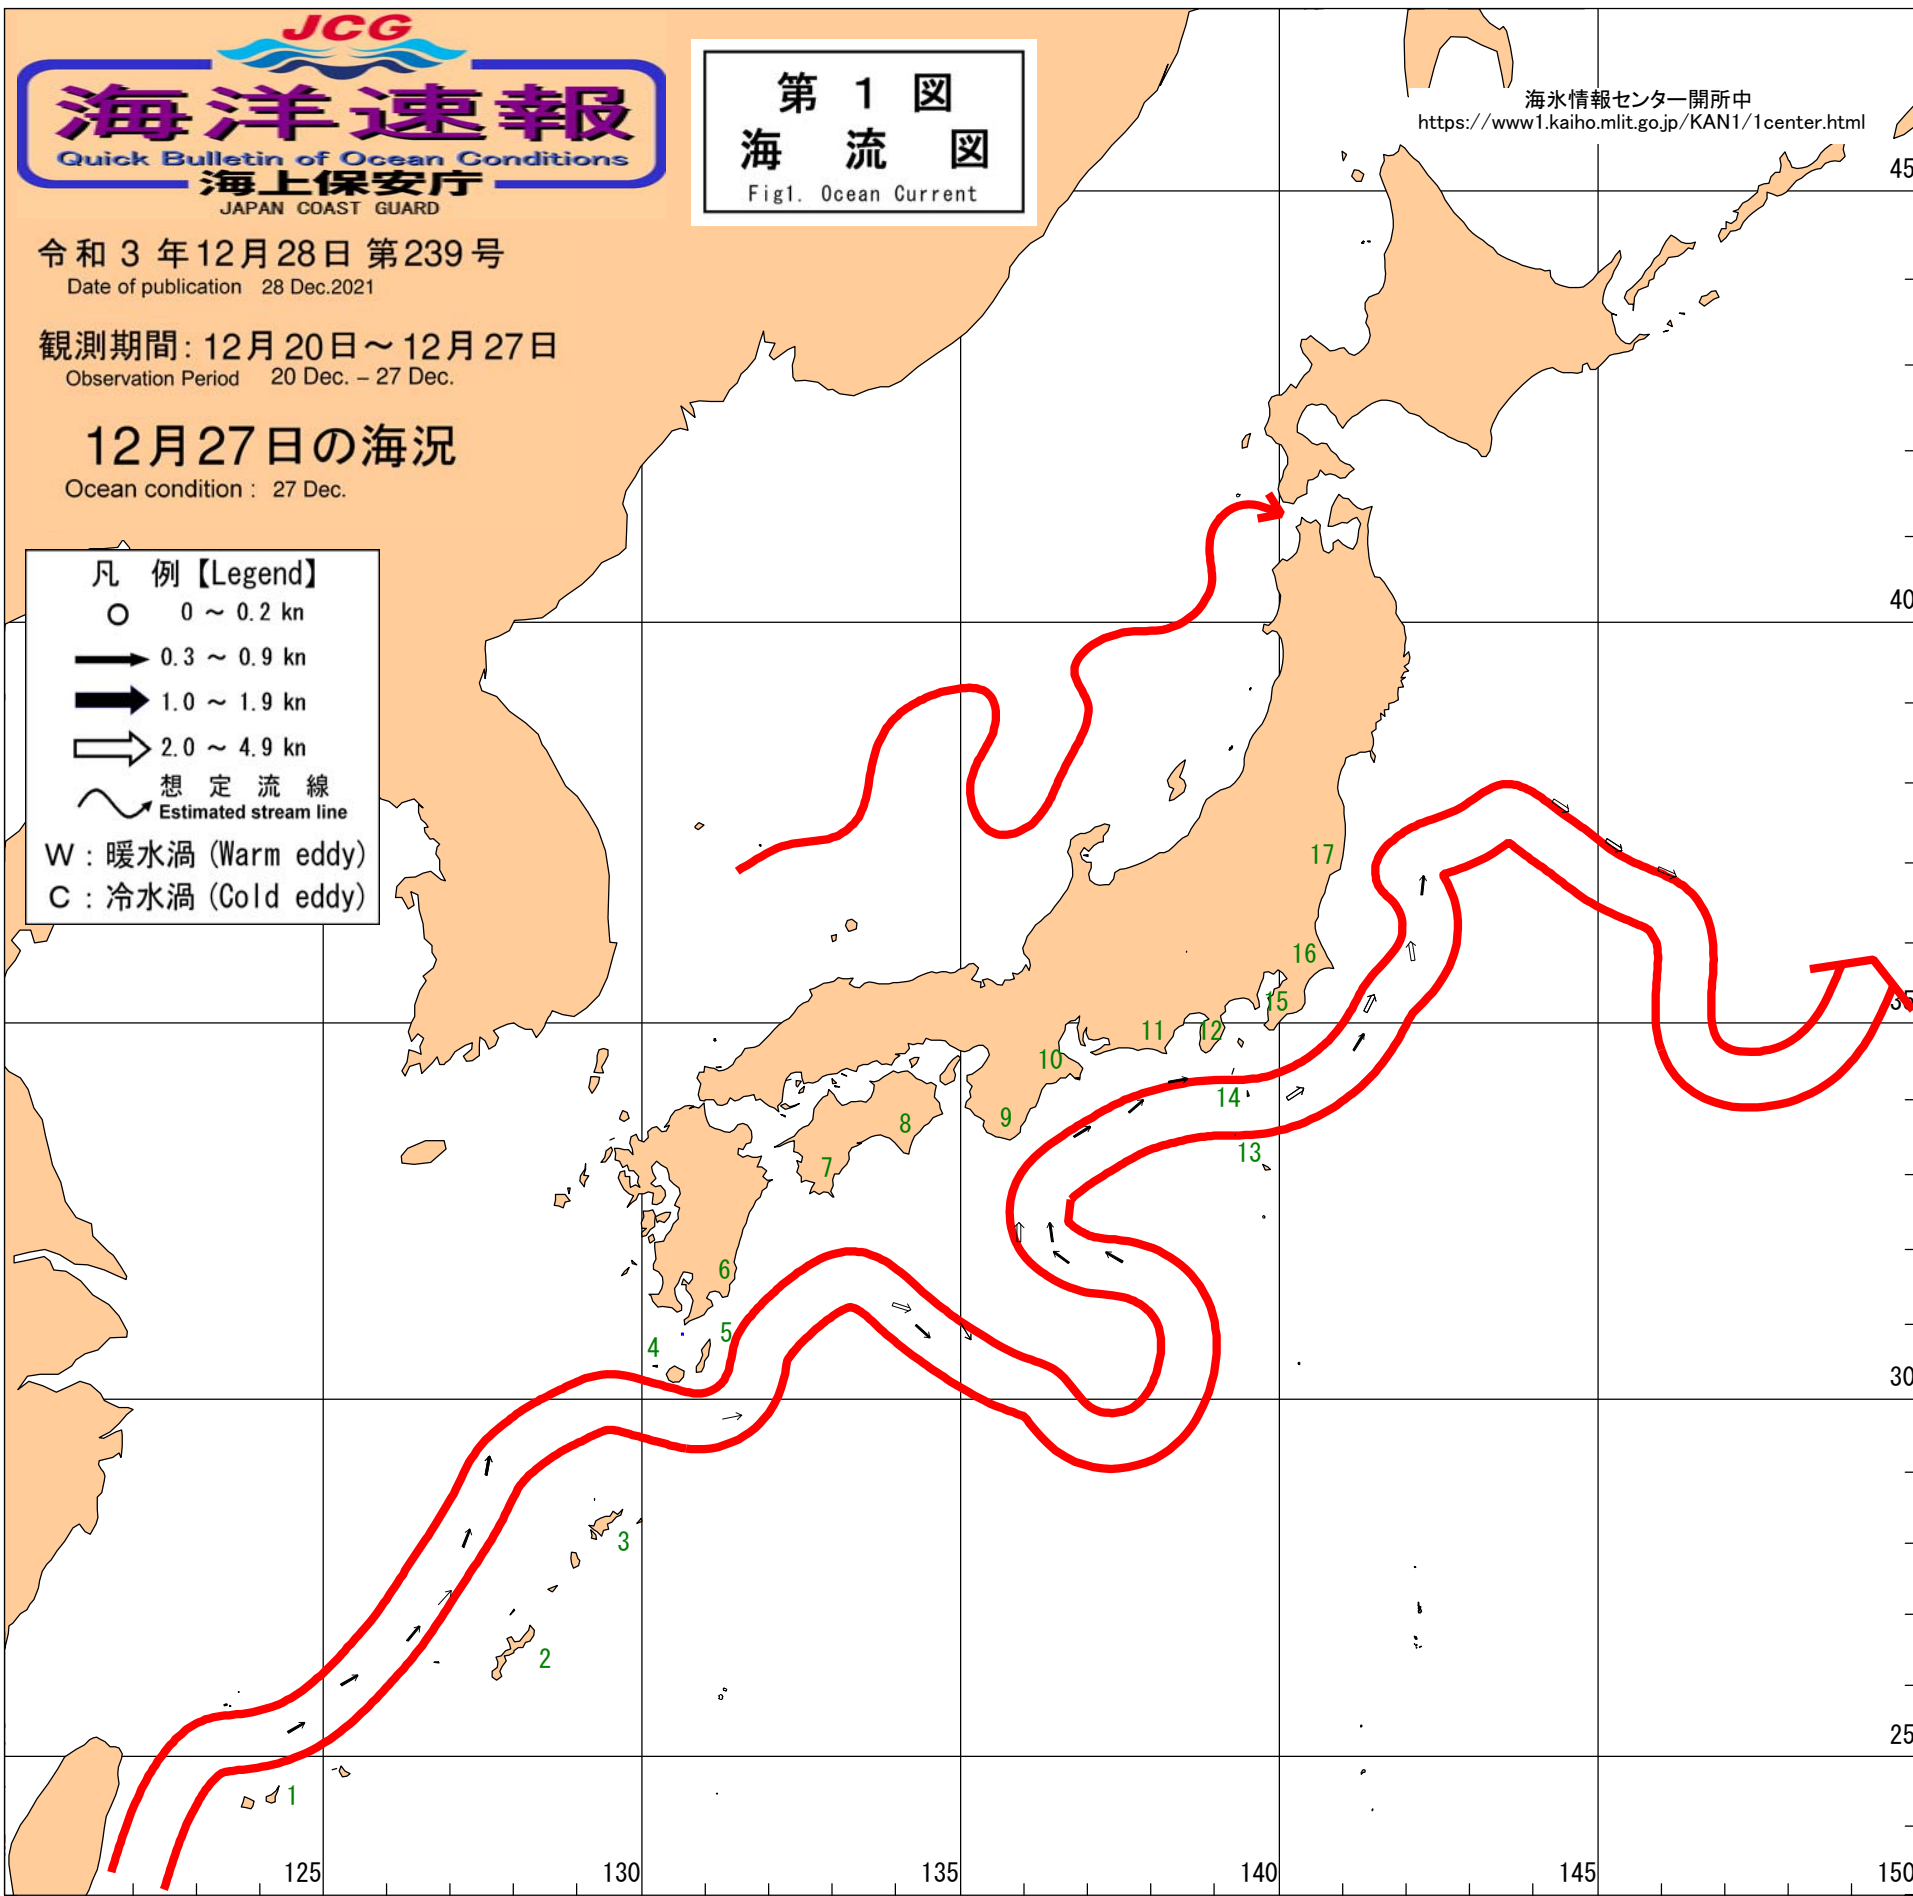 JCG
海洋速報
Quick Bulletin of Ocean Conditions
海上保安庁
JAPAN COAST GUARD
第 1 図
海 流 図
Fig1. Ocean Current
海氷情報センター開所中
https://www1.kaiho.mlit.go.jp/KAN1/1center.html
令和 3 年12月28日 第239号
Date of publication 28 Dec.2021
観測期間: 12月20日～12月27日
Observation Period 20 Dec. – 27 Dec.
12月27日の海況
Ocean condition : 27 Dec.
凡 例【Legend】
0 ～ 0.2 kn
0.3 ～ 0.9 kn
1.0 ～ 1.9 kn
2.0 ～ 4.9 kn
想 定 流 線
Estimated stream line
W : 暖水渦 (Warm eddy)
C : 冷水渦 (Cold eddy)
45
40
35
30
25
17
16
15
14
13
12
11
10
9
8
7
6
5
4
3
2
1
125
130
135
140
145
150